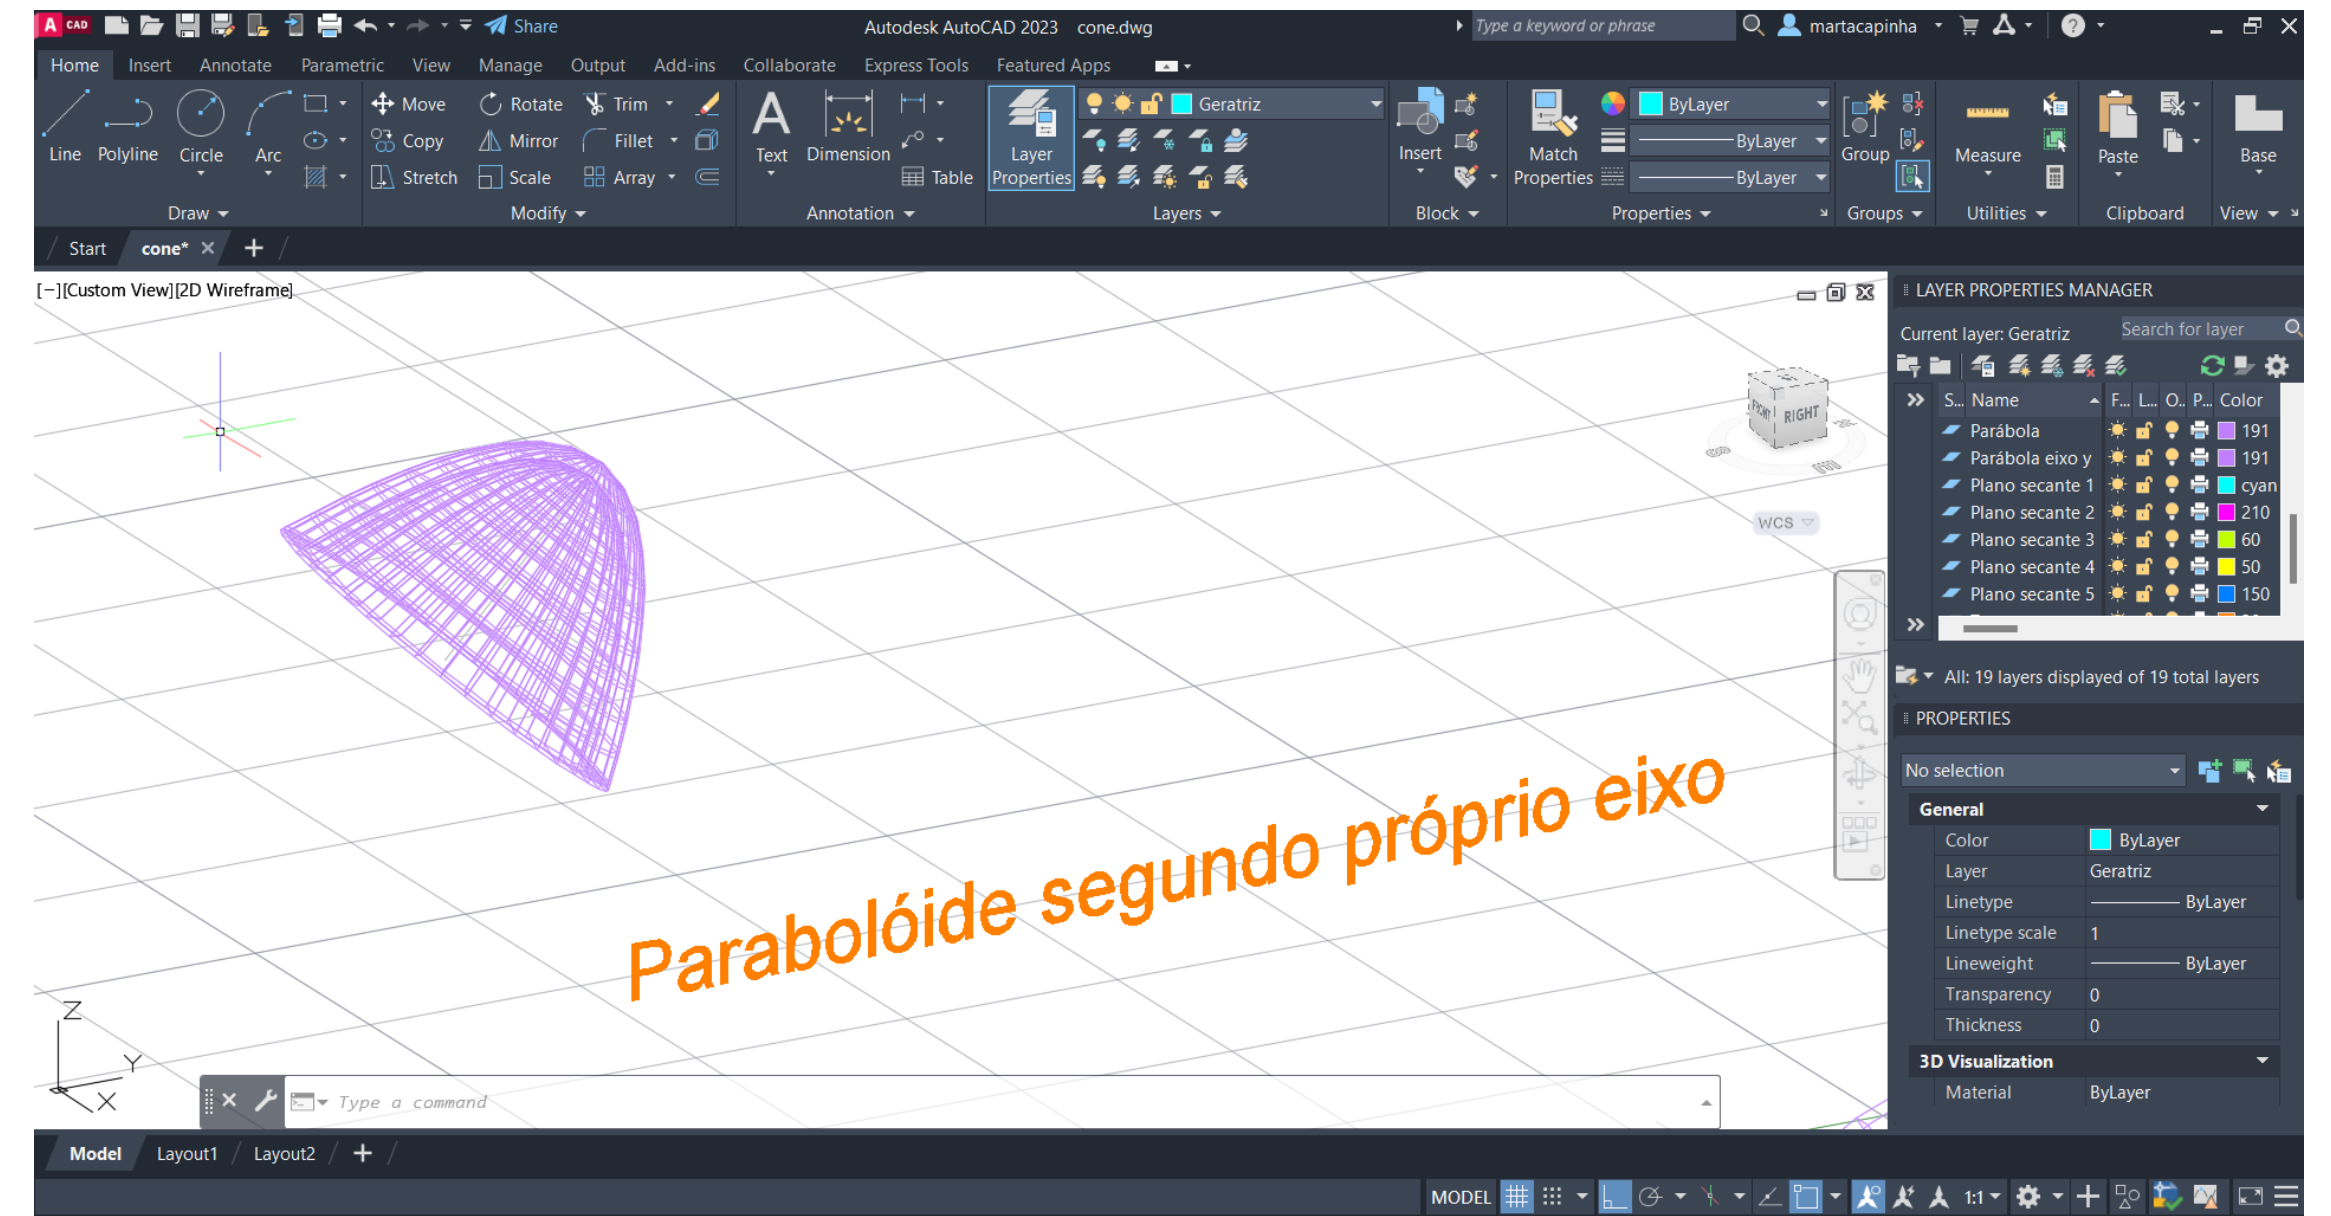 A CAD Share Autodesk AutoCAD 2023 cone.dwg Type a keyword or phrase martacapinha
Home Insert Annotate Parametric View Manage Output Add-ins Collaborate Express Tools Featured Apps
Line Polyline Circle Arc
Move Rotate Trim
Copy Mirror Fillet
Stretch Scale Array
Text Dimension Table
Layer Properties
Geratriz
Insert
Match Properties
ByLayer
ByLayer
ByLayer
Group
Measure
Paste
Base
Draw Modify Annotation Layers Block Properties Groups Utilities Clipboard View
Start cone* +
[−][Custom View][2D Wireframe]
FRONT RIGHT
WCS
Parabolóide segundo próprio eixo
Z
Y
X
Type a command
LAYER PROPERTIES MANAGER
Current layer: Geratriz Search for layer
S... Name F... L... O.. P... Color
Parábola 191
Parábola eixo y 191
Plano secante 1 cyan
Plano secante 2 210
Plano secante 3 60
Plano secante 4 50
Plano secante 5 150
All: 19 layers displayed of 19 total layers
PROPERTIES
No selection
General
Color ByLayer
Layer Geratriz
Linetype ByLayer
Linetype scale 1
Lineweight ByLayer
Transparency 0
Thickness 0
3D Visualization
Material ByLayer
Model Layout1 Layout2 +
MODEL 1:1